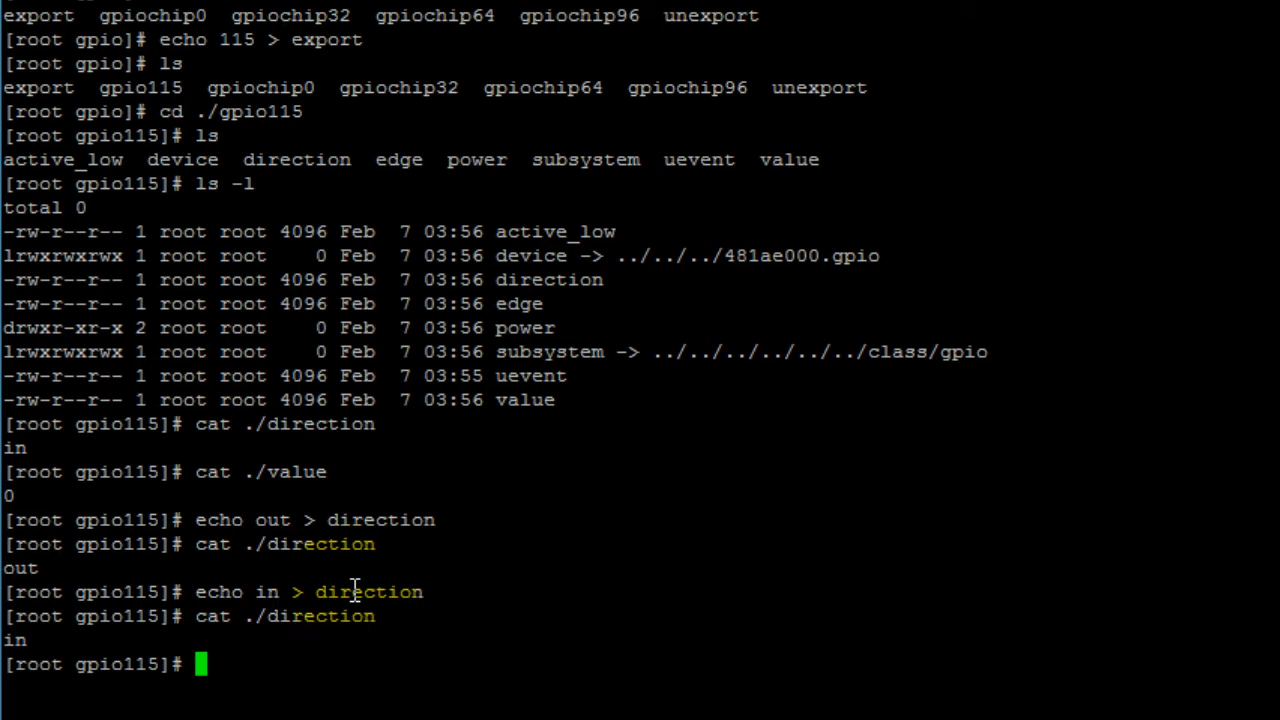 export  gpiochip0  gpiochip32  gpiochip64  gpiochip96  unexport
[root gpio]# echo 115 > export
[root gpio]# ls
export  gpio115  gpiochip0  gpiochip32  gpiochip64  gpiochip96  unexport
[root gpio]# cd ./gpio115
[root gpio115]# ls
active_low  device  direction  edge  power  subsystem  uevent  value
[root gpio115]# ls -l
total 0
-rw-r--r-- 1 root root 4096 Feb  7 03:56 active_low
lrwxrwxrwx 1 root root    0 Feb  7 03:56 device -> ../../../481ae000.gpio
-rw-r--r-- 1 root root 4096 Feb  7 03:56 direction
-rw-r--r-- 1 root root 4096 Feb  7 03:56 edge
drwxr-xr-x 2 root root    0 Feb  7 03:56 power
lrwxrwxrwx 1 root root    0 Feb  7 03:56 subsystem -> ../../../../../../class/gpio
-rw-r--r-- 1 root root 4096 Feb  7 03:55 uevent
-rw-r--r-- 1 root root 4096 Feb  7 03:56 value
[root gpio115]# cat ./direction
in
[root gpio115]# cat ./value
0
[root gpio115]# echo out > direction
[root gpio115]# cat ./direction
out
[root gpio115]# echo in > direction
[root gpio115]# cat ./direction
in
[root gpio115]#